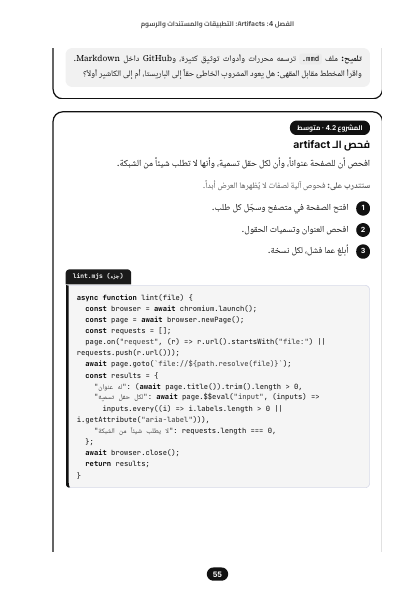 الفصل 4: Artifacts: التطبيقات والمستندات والرسوم
تلميح: ملف .mmd ترسمه محررات وأدوات توثيق كثيرة، وGitHub داخل Markdown.
واقرأ المخطط مقابل المقهى: هل يعود المشروب الخاطئ حقاً إلى الباريستا، أم إلى الكاشير أولاً؟
المشروع 4.2 · متوسط
فحص الـ artifact
افحص أن للصفحة عنواناً، وأن لكل حقل تسمية، وأنها لا تطلب شيئاً من الشبكة.
ستتدرب على: فحوص آلية لصفات لا يُظهرها العرض أبداً.
1 افتح الصفحة في متصفح وسجّل كل طلب.
2 افحص العنوان وتسميات الحقول.
3 أبلغ عما فشل، لكل نسخة.
lint.mjs (جزء)
async function lint(file) {
const browser = await chromium.launch();
const page = await browser.newPage();
const requests = [];
page.on("request", (r) => r.url().startsWith("file:") ||
requests.push(r.url()));
await page.goto(`file://${path.resolve(file)}`);
const results = {
"له عنوان": (await page.title()).trim().length > 0,
"لكل حقل تسمية": await page.$$eval("input", (inputs) =>
inputs.every((i) => i.labels.length > 0 ||
i.getAttribute("aria-label"))),
"لا يطلب شيئاً من الشبكة": requests.length === 0,
};
await browser.close();
return results;
}
55